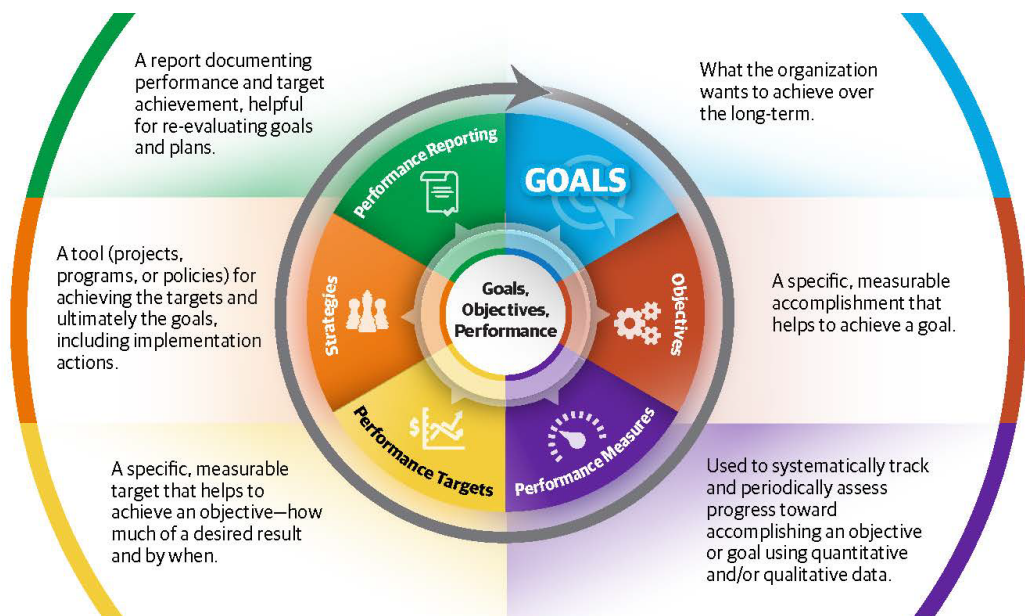 A report documenting
performance and target
achievement, helpful
for re-evaluating goals
and plans.
What the organization
wants to achieve over
the long-term.
Performance Reporting
GOALS
A tool (projects,
programs, or policies) for
achieving the targets and
ultimately the goals,
including implementation
actions.
Strategies
Goals,
Objectives,
Performance
Objectives
A specific, measurable
accomplishment that
helps to achieve a goal.
Performance Targets
$
Performance Measures
A specific, measurable
target that helps to
achieve an objective—how
much of a desired result
and by when.
Used to systematically track
and periodically assess
progress toward
accomplishing an objective
or goal using quantitative
and/or qualitative data.